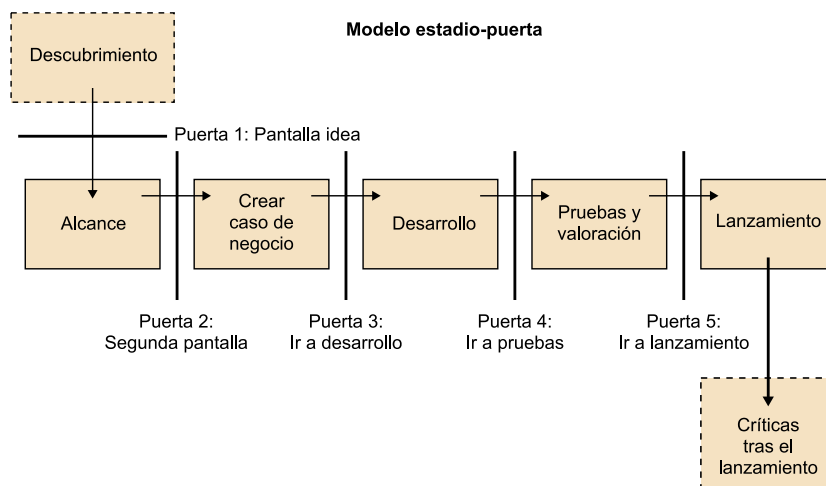 Modelo estadio-puerta
Descubrimiento
Puerta 1: Pantalla idea
Alcance
Crear
caso de
negocio
Desarrollo
Pruebas y
valoración
Lanzamiento
Puerta 2:
Segunda pantalla
Puerta 3:
Ir a desarrollo
Puerta 4:
Ir a pruebas
Puerta 5:
Ir a lanzamiento
Críticas
tras el
lanzamiento